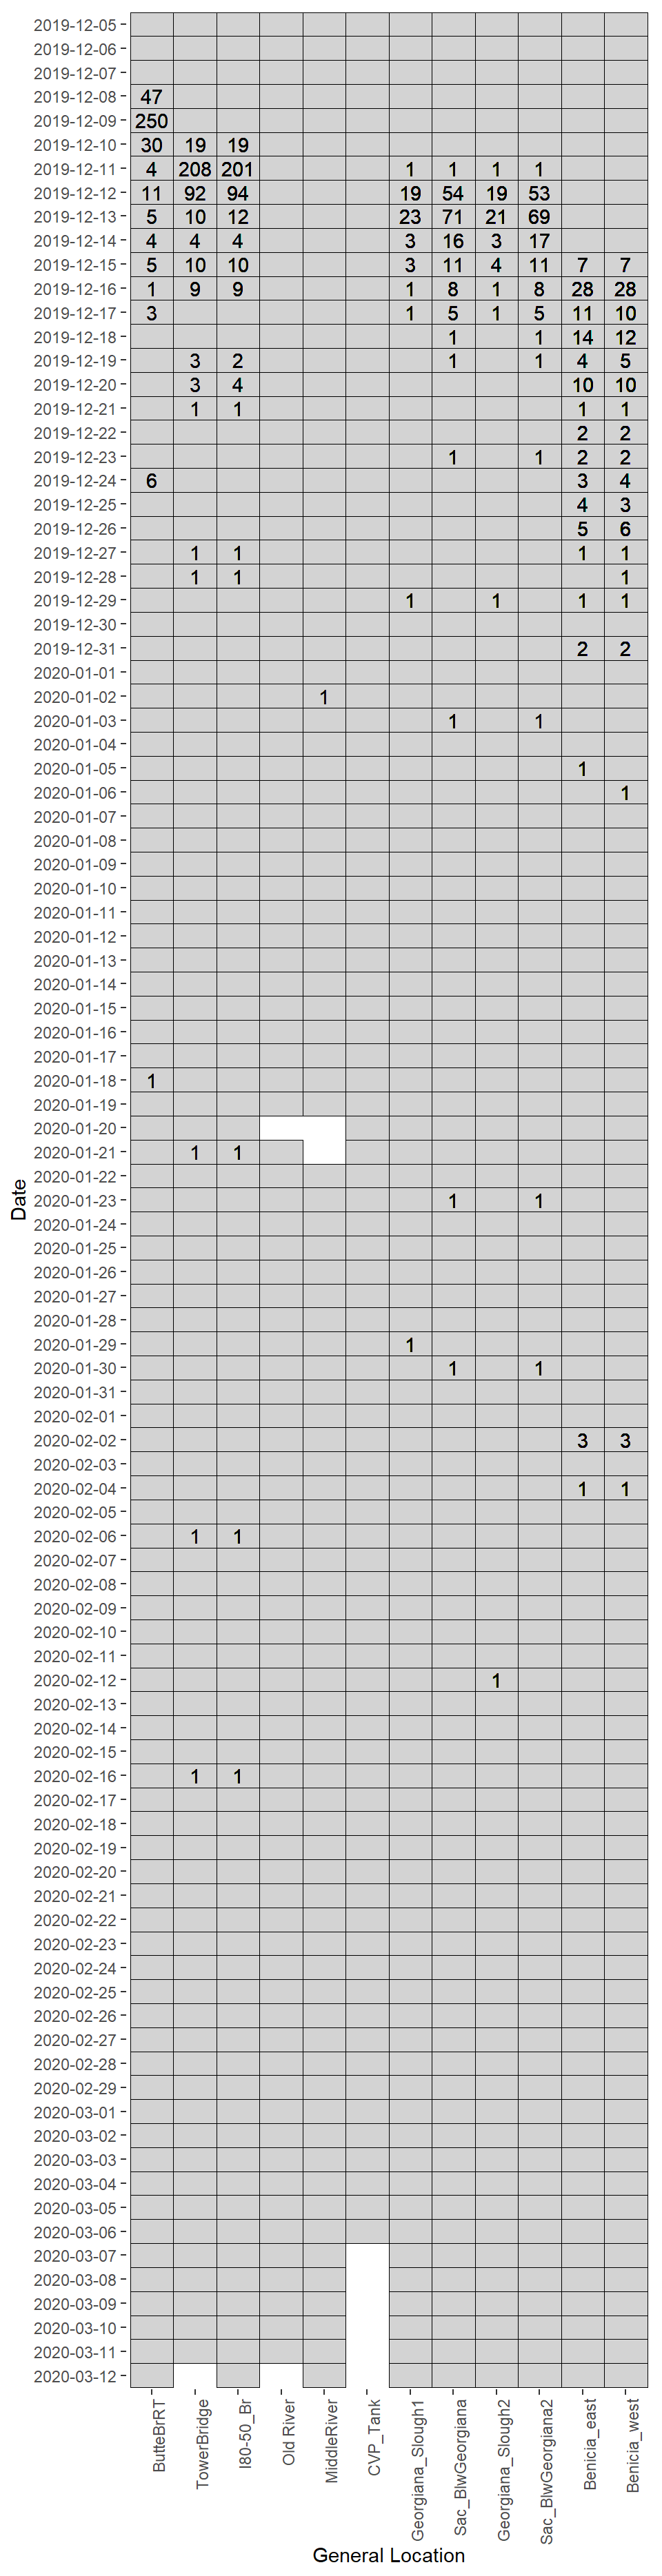 2019-12-05
2019-12-06
2019-12-07
2019-12-08 47
2019-12-09 250
2019-12-10 30 19 19
2019-12-11 4 208 201 1 1 1 1
2019-12-12 11 92 94 19 54 19 53
2019-12-13 5 10 12 23 71 21 69
2019-12-14 4 4 4 3 16 3 17
2019-12-15 5 10 10 3 11 4 11 7 7
2019-12-16 1 9 9 1 8 1 8 28 28
2019-12-17 3 1 5 1 5 11 10
2019-12-18 1 1 14 12
2019-12-19 3 2 1 1 4 5
2019-12-20 3 4 10 10
2019-12-21 1 1 1 1
2019-12-22 2 2
2019-12-23 1 1 2 2
2019-12-24 6 3 4
2019-12-25 4 3
2019-12-26 5 6
2019-12-27 1 1 1 1
2019-12-28 1 1 1
2019-12-29 1 1 1 1
2019-12-30
2019-12-31 2 2
2020-01-01
2020-01-02 1
2020-01-03 1 1
2020-01-04
2020-01-05 1
2020-01-06 1
2020-01-07
2020-01-08
2020-01-09
2020-01-10
2020-01-11
2020-01-12
2020-01-13
2020-01-14
2020-01-15
2020-01-16
2020-01-17
2020-01-18 1
2020-01-19
2020-01-20
2020-01-21 1 1
2020-01-22
2020-01-23 1 1
2020-01-24
2020-01-25
2020-01-26
2020-01-27
2020-01-28
2020-01-29 1
2020-01-30 1 1
2020-01-31
2020-02-01
2020-02-02 3 3
2020-02-03
2020-02-04 1 1
2020-02-05
2020-02-06 1 1
2020-02-07
2020-02-08
2020-02-09
2020-02-10
2020-02-11
2020-02-12 1
2020-02-13
2020-02-14
2020-02-15
2020-02-16 1 1
2020-02-17
2020-02-18
2020-02-19
2020-02-20
2020-02-21
2020-02-22
2020-02-23
2020-02-24
2020-02-25
2020-02-26
2020-02-27
2020-02-28
2020-02-29
2020-03-01
2020-03-02
2020-03-03
2020-03-04
2020-03-05
2020-03-06
2020-03-07
2020-03-08
2020-03-09
2020-03-10
2020-03-11
2020-03-12
Date
ButteBrRT
TowerBridge
I80-50_Br
Old River
MiddleRiver
CVP_Tank
Georgiana_Slough1
Sac_BlwGeorgiana
Georgiana_Slough2
Sac_BlwGeorgiana2
Benicia_east
Benicia_west
General Location